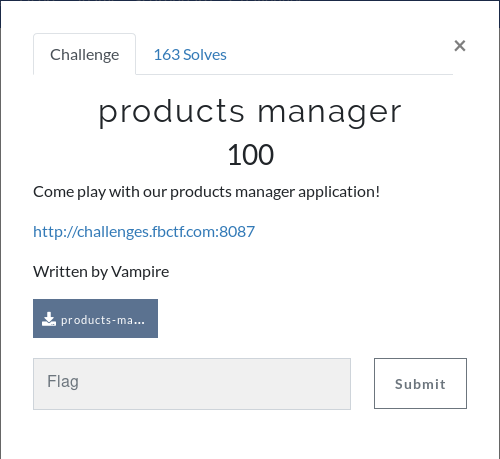 Challenge
163 Solves
×
products manager
100
Come play with our products manager application!
http://challenges.fbctf.com:8087
Written by Vampire
products-ma...
Flag
Submit